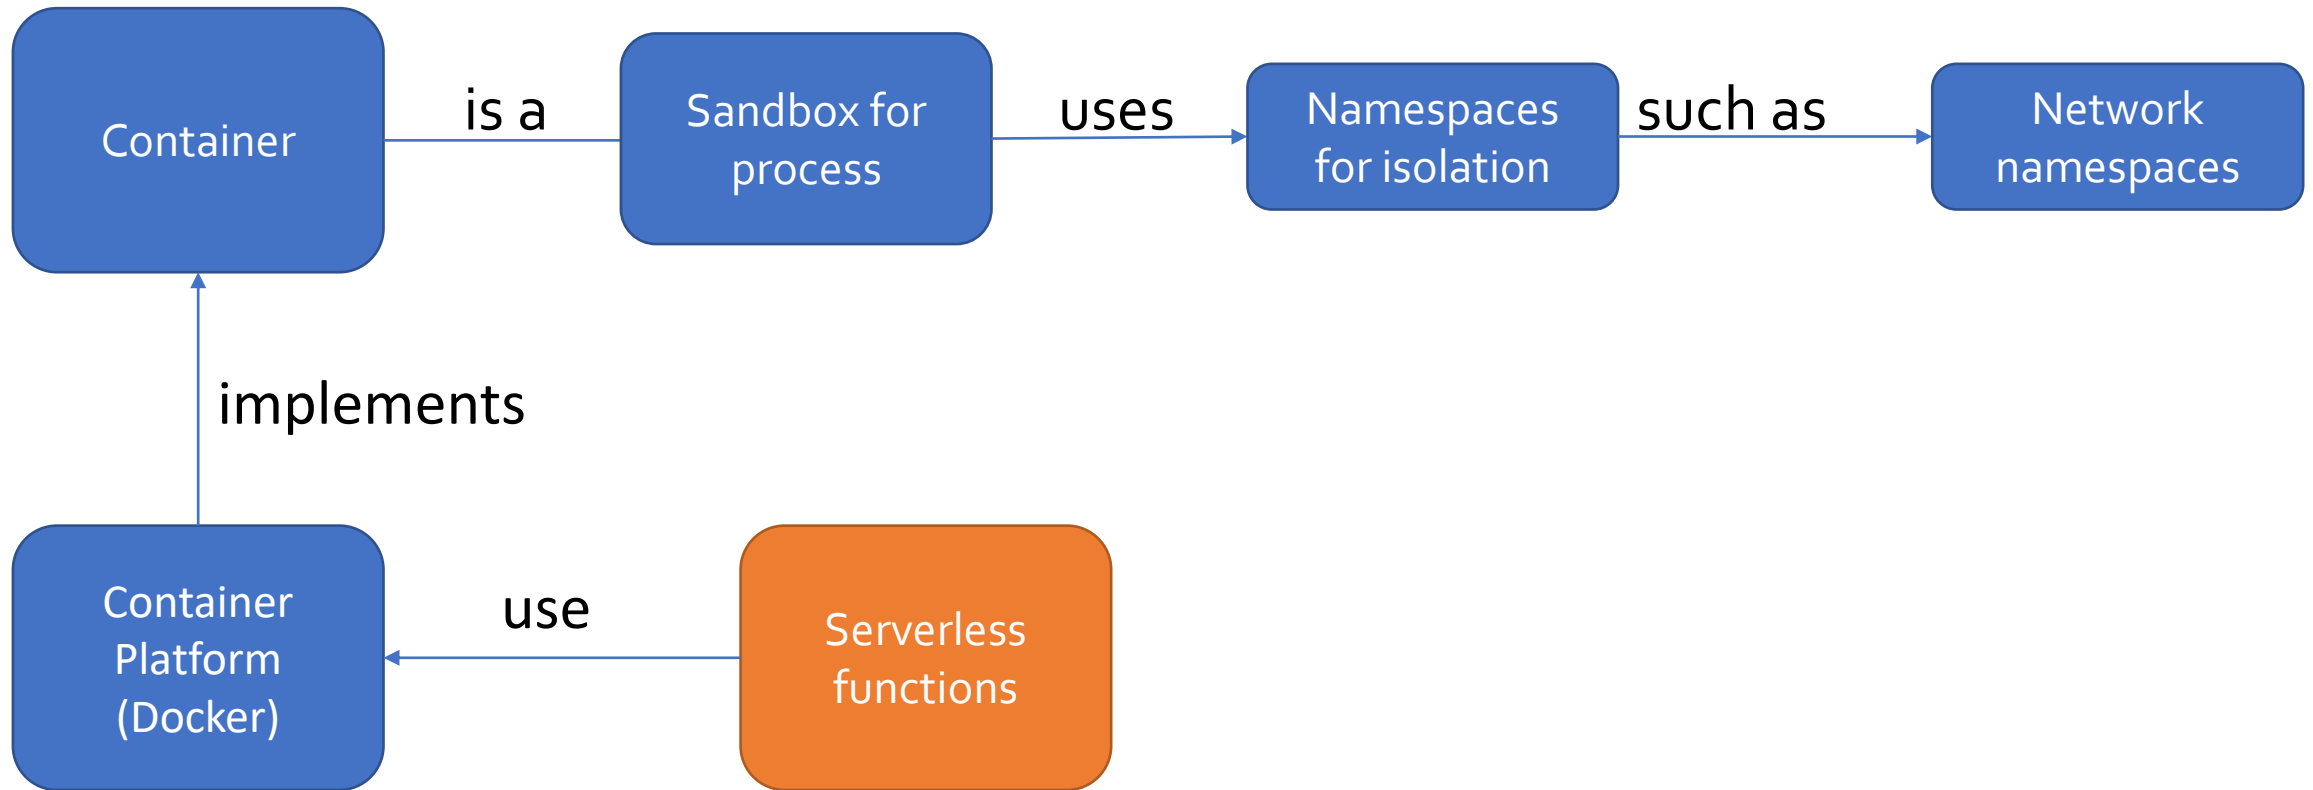 Container
is a
Sandbox for
process
uses
Namespaces
for isolation
such as
Network
namespaces
implements
Container
Platform
(Docker)
use
Serverless
functions